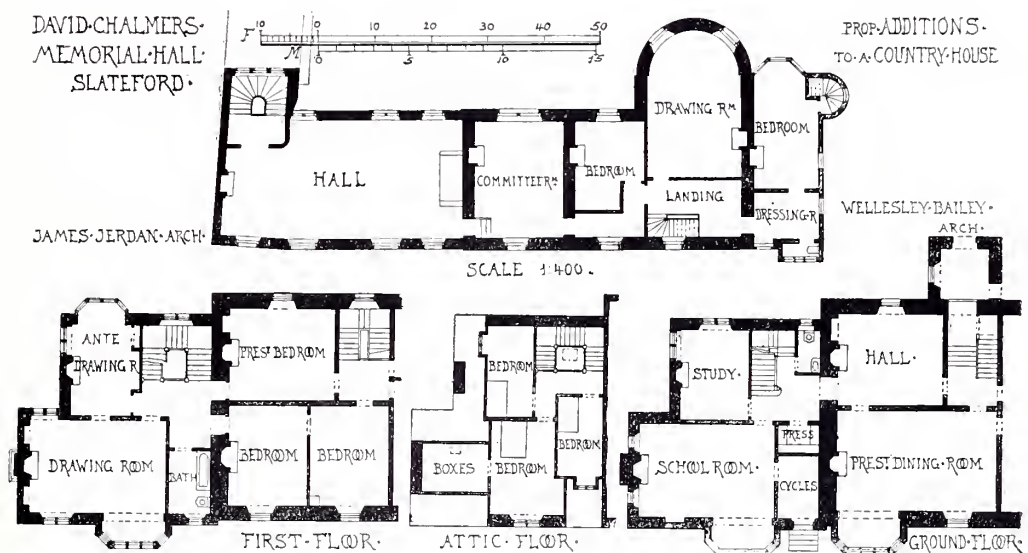 DAVID·CHALMERS·
MEMORIAL·HALL·
SLATEFORD·
F
10 0 10 20 30 40 50
M
0 5 10 15
PROP·ADDITIONS·
TO·A·COUNTRY·HOUSE
HALL
COMMITTEE Rᴹ
BEDROOM
DRAWING Rᴹ
LANDING
BEDROOM
DRESSING·R
JAMES·JERDAN·ARCH·
WELLESLEY·BAILEY·
ARCH·
SCALE 1:400.
ANTE
DRAWING R
PREST BEDROOM
DRAWING ROOM
BATH
BEDROOM
BEDROOM
FIRST·FLOOR·
BEDROOM
BOXES
BEDROOM
BEDROOM
ATTIC·FLOOR·
STUDY·
HALL·
SCHOOL·ROOM·
PRESS
CYCLES
PREST DINING·ROOM
GROUND·FLOOR·